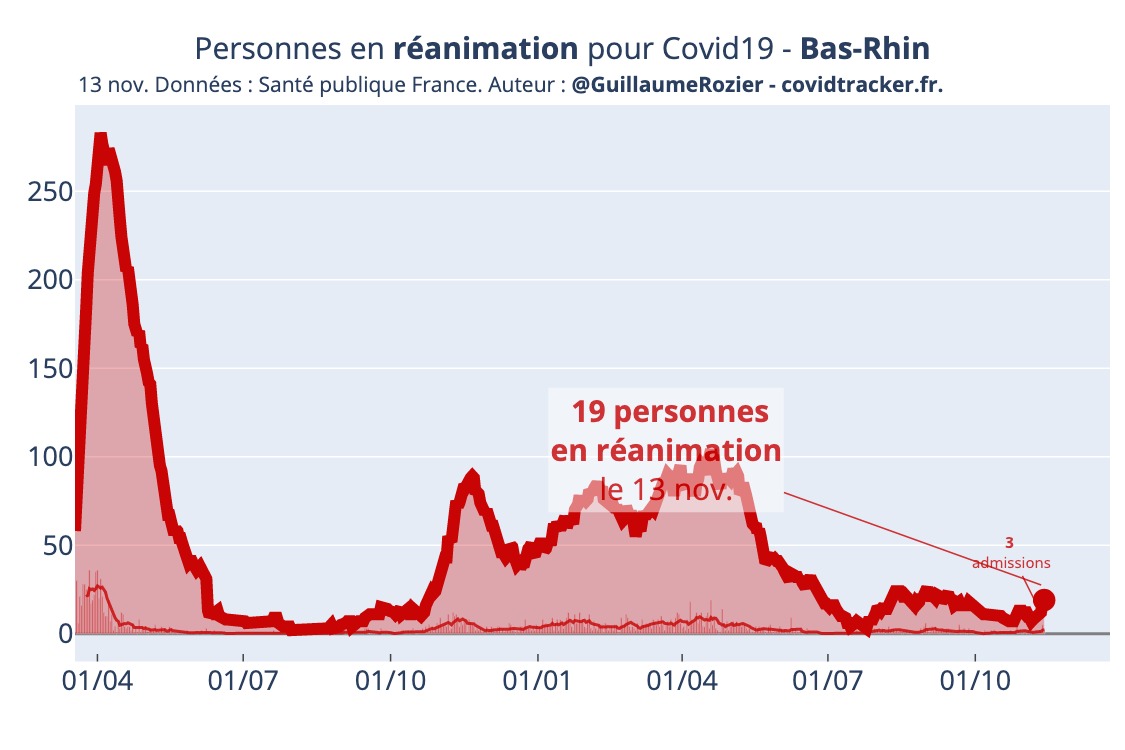 Personnes en réanimation pour Covid19 - Bas-Rhin
13 nov. Données : Santé publique France. Auteur : @GuillaumeRozier - covidtracker.fr.
250
200
150
100
50
0
19 personnes
en réanimation
le 13 nov.
3
admissions
01/04 01/07 01/10 01/01 01/04 01/07 01/10